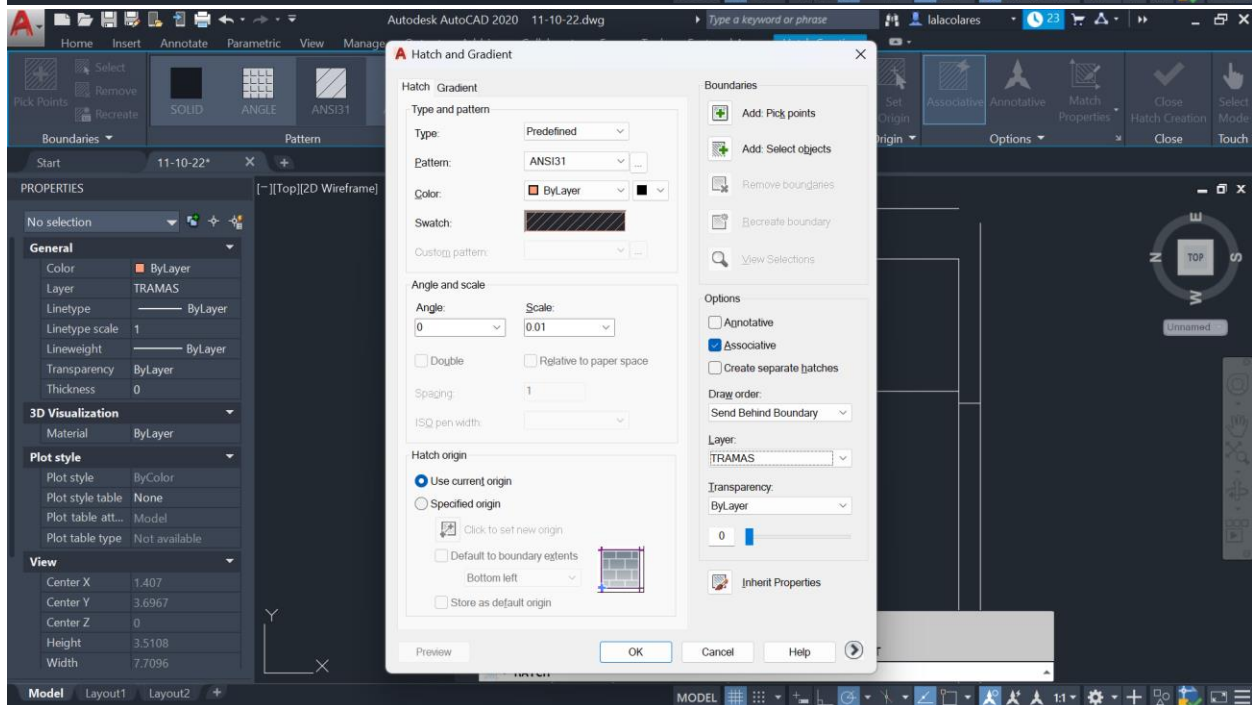 Autodesk AutoCAD 2020 11-10-22.dwg
Type a keyword or phrase
lalacolares
23
Home Insert Annotate Parametric View Manage
Pick Points
Select
Remove
Recreate
SOLID
ANGLE
ANSI31
Set
Origin
Associative
Annotative
Match
Properties
Close
Hatch Creation
Select
Mode
Boundaries
Pattern
Options
Close
Touch
Start
11-10-22*
[-][Top][2D Wireframe]
PROPERTIES
No selection
General
Color ByLayer
Layer TRAMAS
Linetype ByLayer
Linetype scale 1
Lineweight ByLayer
Transparency ByLayer
Thickness 0
3D Visualization
Material ByLayer
Plot style
Plot style ByColor
Plot style table None
Plot table att... Model
Plot table type Not available
View
Center X 1.407
Center Y 3.6967
Center Z 0
Height 3.5108
Width 7.7096
Y
X
Hatch and Gradient
Hatch Gradient
Type and pattern
Type: Predefined
Pattern: ANSI31 ...
Color: ByLayer
Swatch:
Custom pattern: ...
Angle and scale
Angle: Scale:
0 0.01
Double Relative to paper space
Spacing: 1
ISO pen width:
Hatch origin
Use current origin
Specified origin
Click to set new origin
Default to boundary extents
Bottom left
Store as default origin
Boundaries
Add: Pick points
Add: Select objects
Remove boundaries
Recreate boundary
View Selections
Options
Annotative
Associative
Create separate hatches
Draw order:
Send Behind Boundary
Layer:
TRAMAS
Transparency:
ByLayer
0
Inherit Properties
Preview OK Cancel Help
E
N TOP S
W
Unnamed
Model Layout1 Layout2 +
MODEL 1:1